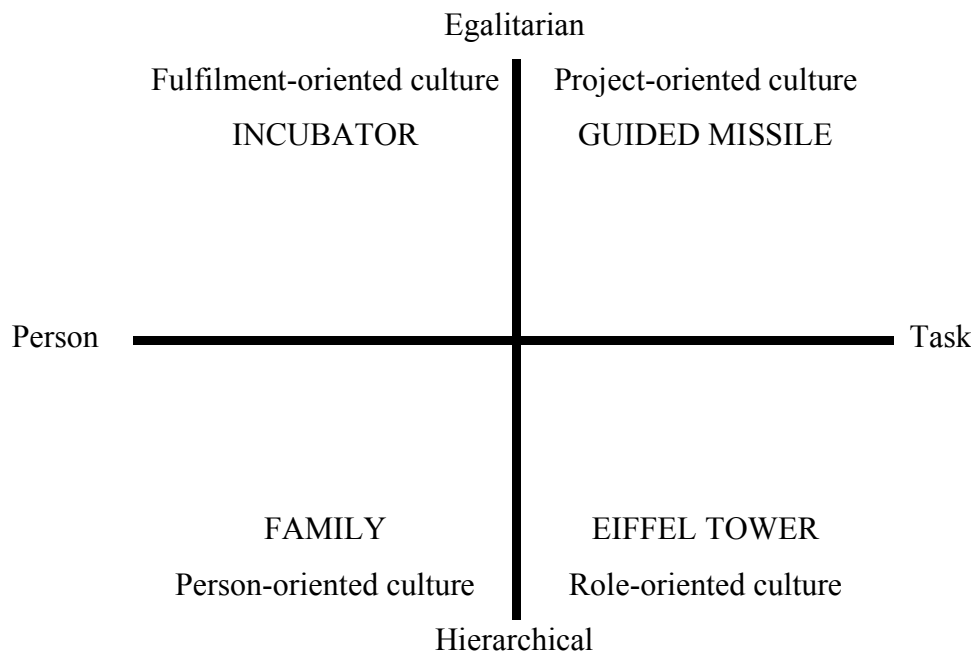 Egalitarian
Fulfilment-oriented culture
INCUBATOR
Project-oriented culture
GUIDED MISSILE
Person
Task
FAMILY
Person-oriented culture
EIFFEL TOWER
Role-oriented culture
Hierarchical